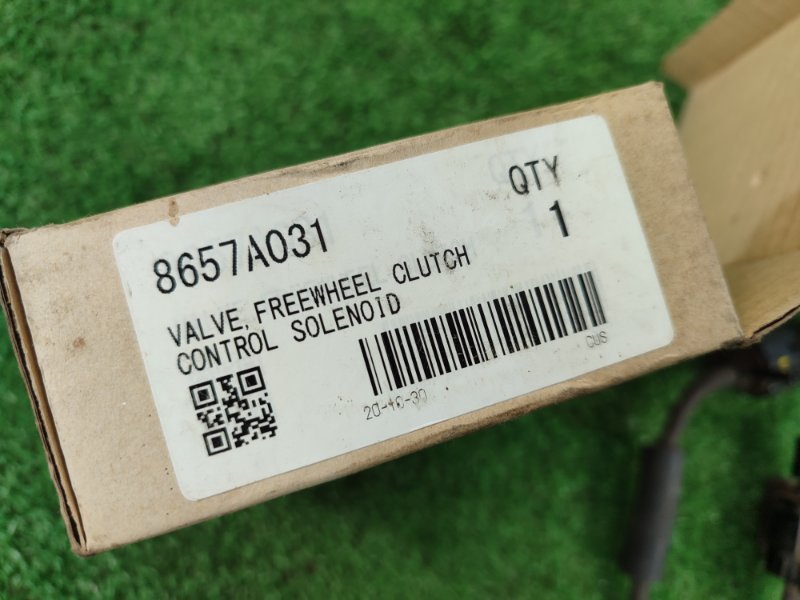 8657A031
QTY
1
VALVE, FREEWHEEL CLUTCH
CONTROL SOLENOID
20-10-30
CUS